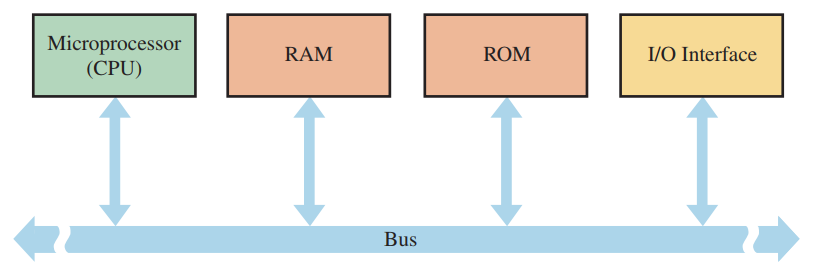 Microprocessor
(CPU)
RAM
ROM
I/O Interface
Bus